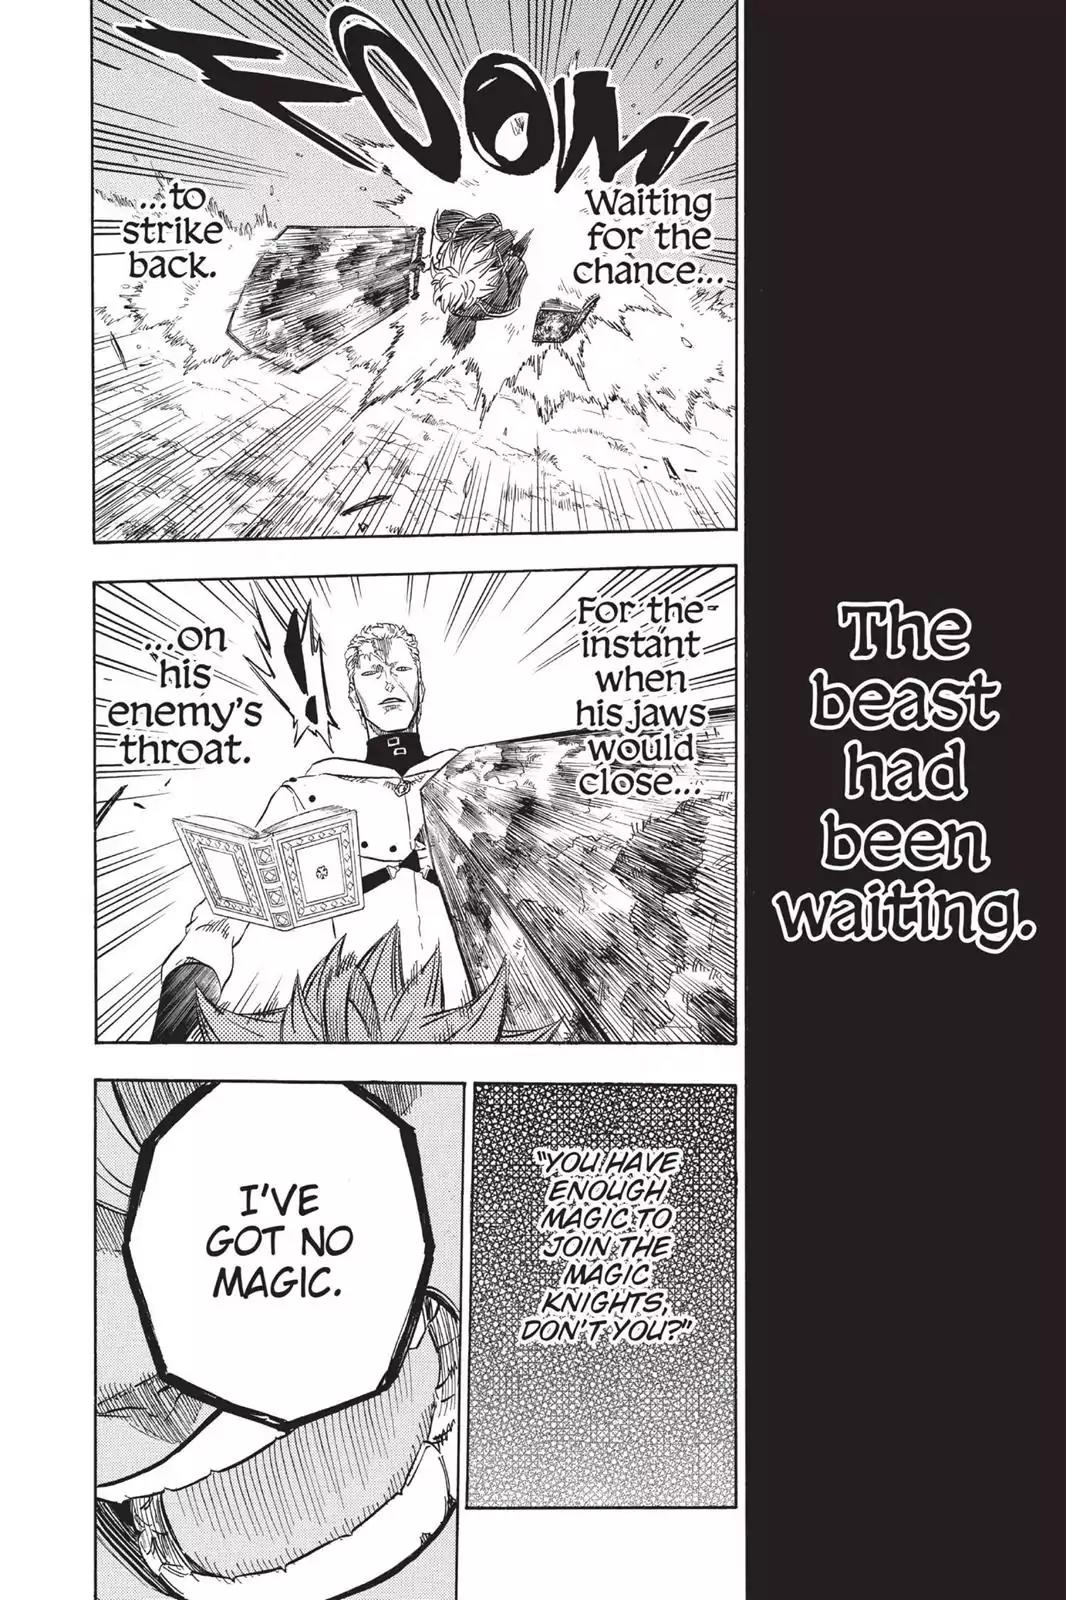 The
beast
had
been
waiting.
ZOOM
Waiting
for the
chance...
...to
strike
back.
For the
instant
when
his jaws
would
close...
!
...on
his
enemy's
throat.
"YOU HAVE
ENOUGH
MAGIC TO
JOIN THE
MAGIC
KNIGHTS,
DON'T YOU?"
I'VE
GOT NO
MAGIC.